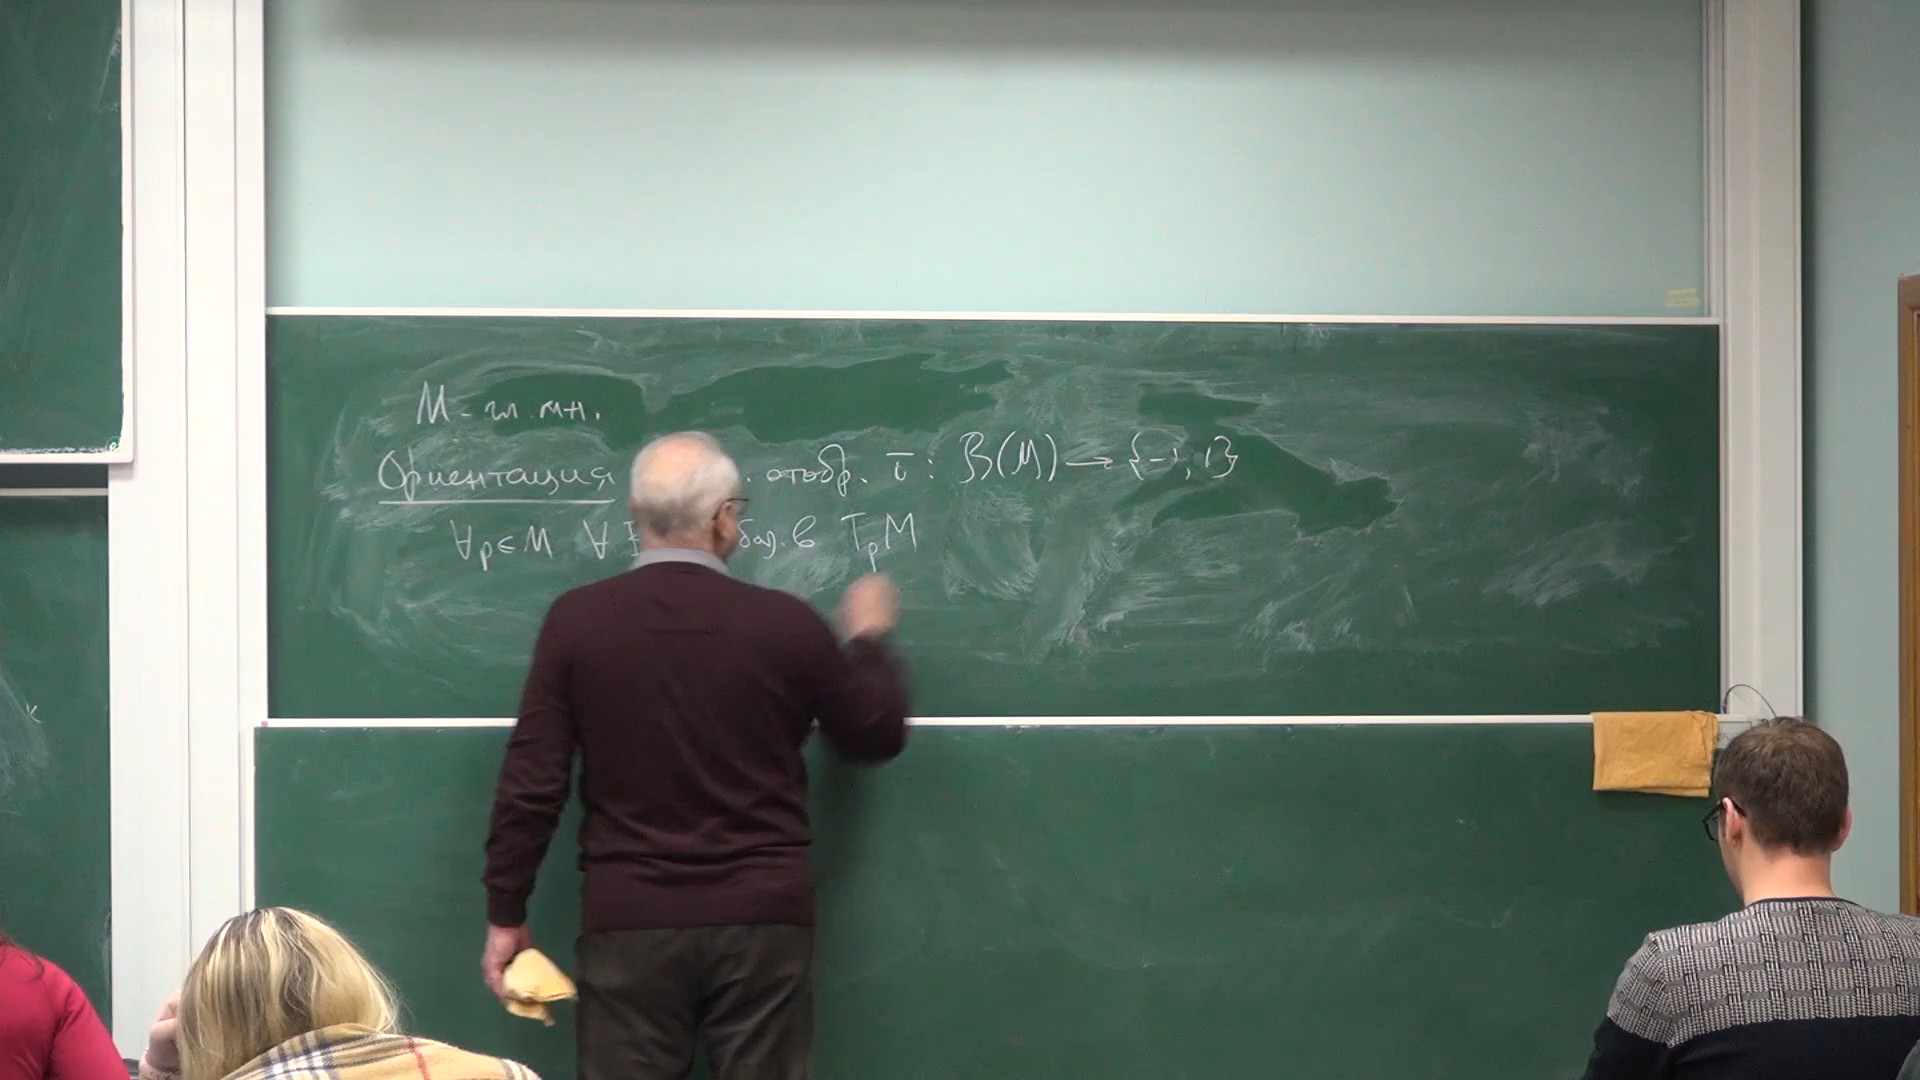 M - гл. мн.
Ориентация . отобр. τ : B(M) → {-1, 1}
∀p∈M ∀ баз. в TpM